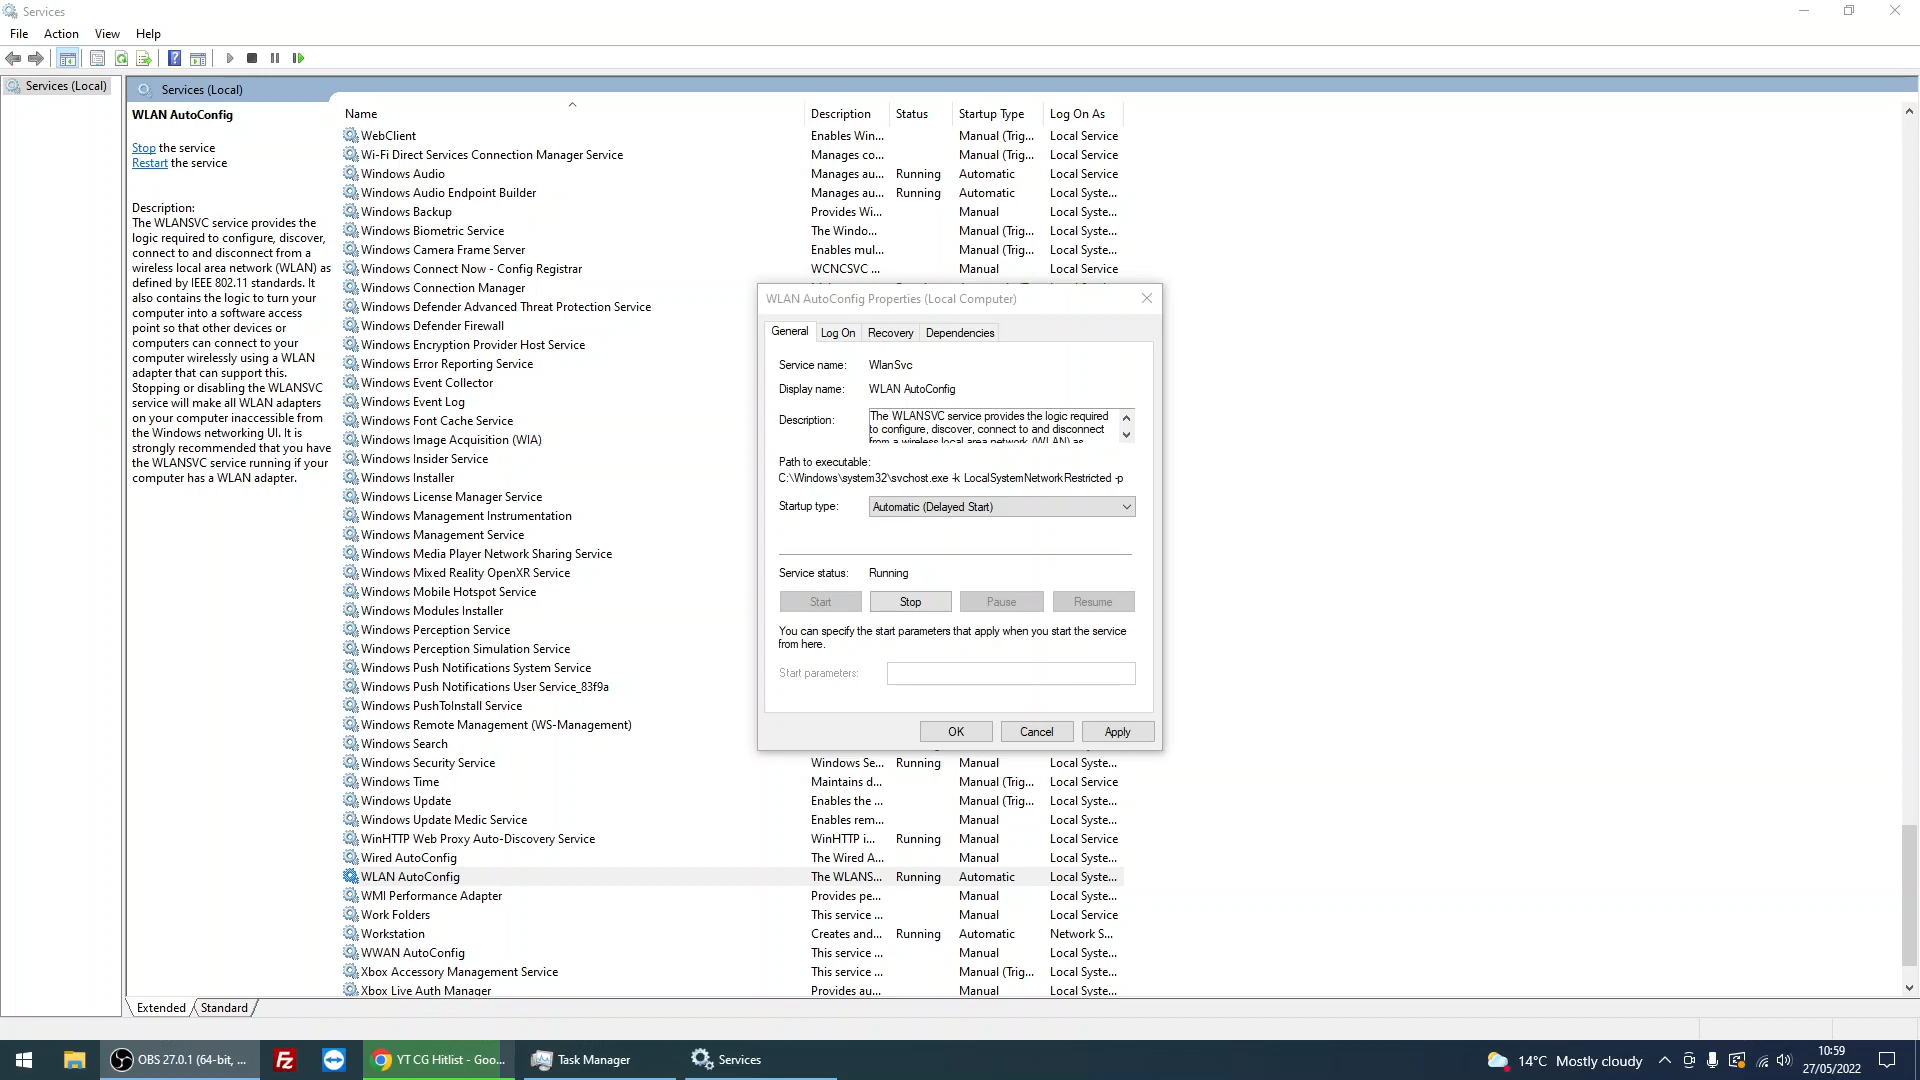 Services
File Action View Help
Services (Local)
Services (Local)
WLAN AutoConfig
Stop the service
Restart the service
Description:
The WLANSVC service provides the
logic required to configure, discover,
connect to and disconnect from a
wireless local area network (WLAN) as
defined by IEEE 802.11 standards. It
also contains the logic to turn your
computer into a software access
point so that other devices or
computers can connect to your
computer wirelessly using a WLAN
adapter that can support this.
Stopping or disabling the WLANSVC
service will make all WLAN adapters
on your computer inaccessible from
the Windows networking UI. It is
strongly recommended that you have
the WLANSVC service running if your
computer has a WLAN adapter.
Name Description Status Startup Type Log On As
WebClient Enables Win... Manual (Trig... Local Service
Wi-Fi Direct Services Connection Manager Service Manages co... Manual (Trig... Local Service
Windows Audio Manages au... Running Automatic Local Service
Windows Audio Endpoint Builder Manages au... Running Automatic Local Syste...
Windows Backup Provides Wi... Manual Local Syste...
Windows Biometric Service The Windo... Manual (Trig... Local Syste...
Windows Camera Frame Server Enables mul... Manual (Trig... Local Syste...
Windows Connect Now - Config Registrar WCNCSVC ... Manual Local Service
Windows Connection Manager
Windows Defender Advanced Threat Protection Service
Windows Defender Firewall
Windows Encryption Provider Host Service
Windows Error Reporting Service
Windows Event Collector
Windows Event Log
Windows Font Cache Service
Windows Image Acquisition (WIA)
Windows Insider Service
Windows Installer
Windows License Manager Service
Windows Management Instrumentation
Windows Management Service
Windows Media Player Network Sharing Service
Windows Mixed Reality OpenXR Service
Windows Mobile Hotspot Service
Windows Modules Installer
Windows Perception Service
Windows Perception Simulation Service
Windows Push Notifications System Service
Windows Push Notifications User Service_83f9a
Windows PushToInstall Service
Windows Remote Management (WS-Management)
Windows Search
Windows Security Service Windows Se... Running Manual Local Syste...
Windows Time Maintains d... Manual (Trig... Local Service
Windows Update Enables the ... Manual (Trig... Local Syste...
Windows Update Medic Service Enables rem... Manual Local Syste...
WinHTTP Web Proxy Auto-Discovery Service WinHTTP i... Running Manual Local Service
Wired AutoConfig The Wired A... Manual Local Syste...
WLAN AutoConfig The WLANS... Running Automatic Local Syste...
WMI Performance Adapter Provides pe... Manual Local Syste...
Work Folders This service ... Manual Local Service
Workstation Creates and... Running Automatic Network S...
WWAN AutoConfig This service ... Manual Local Syste...
Xbox Accessory Management Service This service ... Manual (Trig... Local Syste...
Xbox Live Auth Manager Provides au... Manual Local Syste...
WLAN AutoConfig Properties (Local Computer)
General Log On Recovery Dependencies
Service name: WlanSvc
Display name: WLAN AutoConfig
Description: The WLANSVC service provides the logic required
to configure, discover, connect to and disconnect
from a wireless local area network (WLAN) as
Path to executable:
C:\Windows\system32\svchost.exe -k LocalSystemNetworkRestricted -p
Startup type: Automatic (Delayed Start)
Service status: Running
Start Stop Pause Resume
You can specify the start parameters that apply when you start the service
from here.
Start parameters:
OK Cancel Apply
Extended Standard
OBS 27.0.1 (64-bit, ... YT CG Hitlist - Goo... Task Manager Services
14°C Mostly cloudy
10:59
27/05/2022